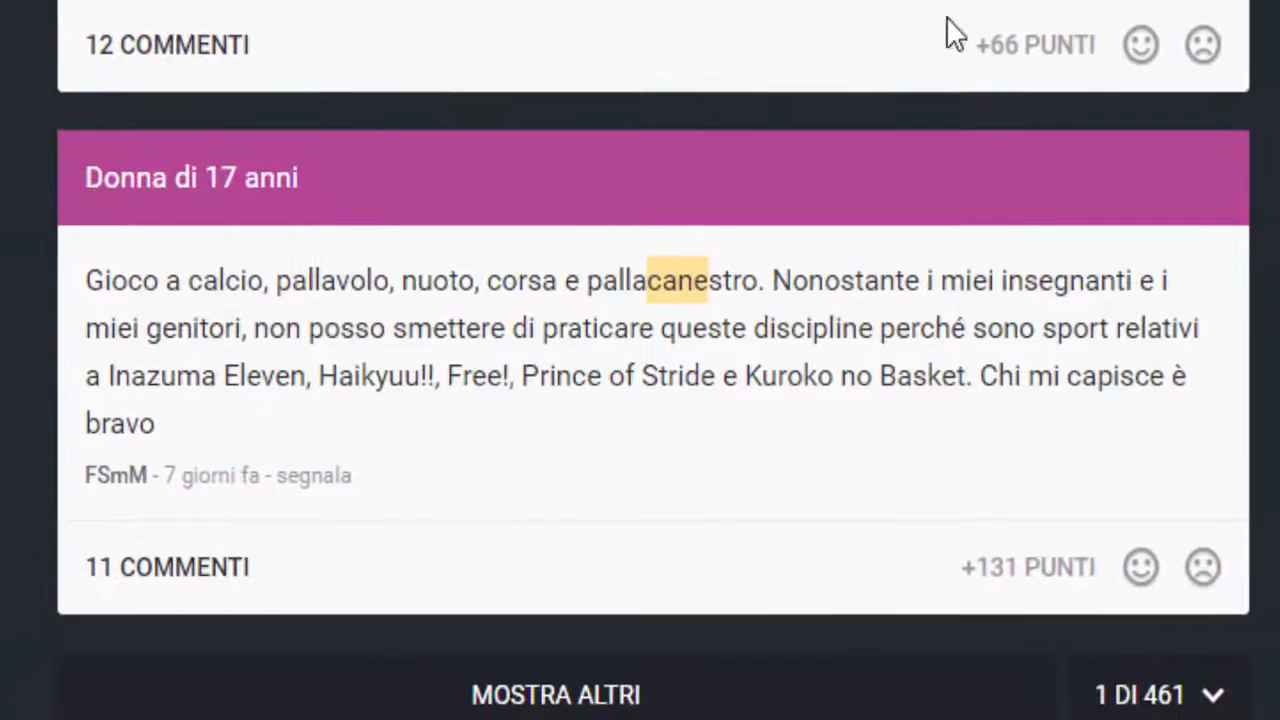 12 COMMENTI
+66 PUNTI
Donna di 17 anni
Gioco a calcio, pallavolo, nuoto, corsa e pallacanestro. Nonostante i miei insegnanti e i
miei genitori, non posso smettere di praticare queste discipline perché sono sport relativi
a Inazuma Eleven, Haikyuu!!, Free!, Prince of Stride e Kuroko no Basket. Chi mi capisce è
bravo
FSmM - 7 giorni fa - segnala
11 COMMENTI
+131 PUNTI
MOSTRA ALTRI
1 DI 461